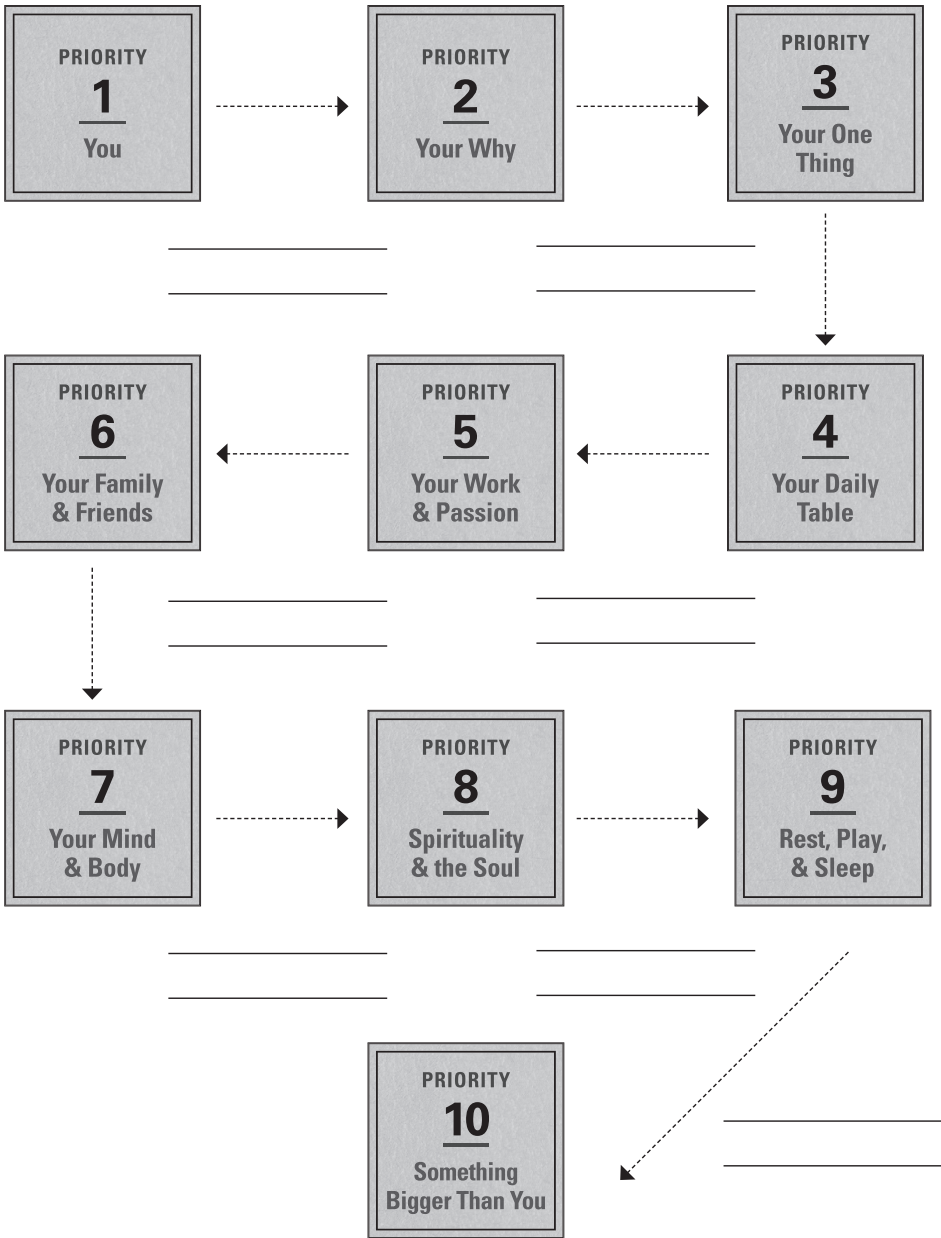 PRIORITY
1
You
PRIORITY
2
Your Why
PRIORITY
3
Your One
Thing
PRIORITY
4
Your Daily
Table
PRIORITY
5
Your Work
& Passion
PRIORITY
6
Your Family
& Friends
PRIORITY
7
Your Mind
& Body
PRIORITY
8
Spirituality
& the Soul
PRIORITY
9
Rest, Play,
& Sleep
PRIORITY
10
Something
Bigger Than You